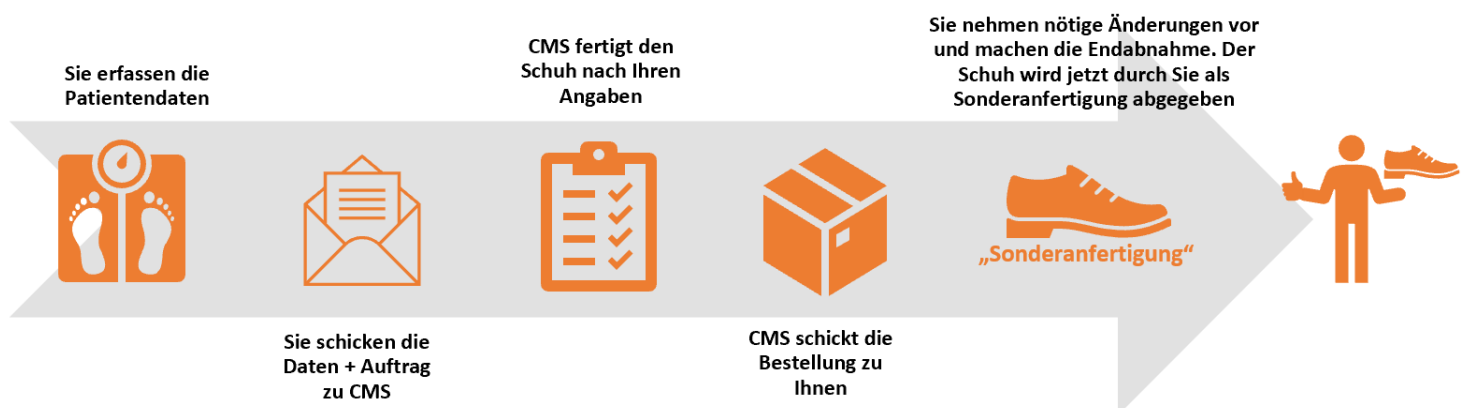 Sie erfassen die
Patientendaten
Sie schicken die
Daten + Auftrag
zu CMS
CMS fertigt den
Schuh nach Ihren
Angaben
CMS schickt die
Bestellung zu
Ihnen
Sie nehmen nötige Änderungen vor
und machen die Endabnahme. Der
Schuh wird jetzt durch Sie als
Sonderanfertigung abgegeben
„Sonderanfertigung“